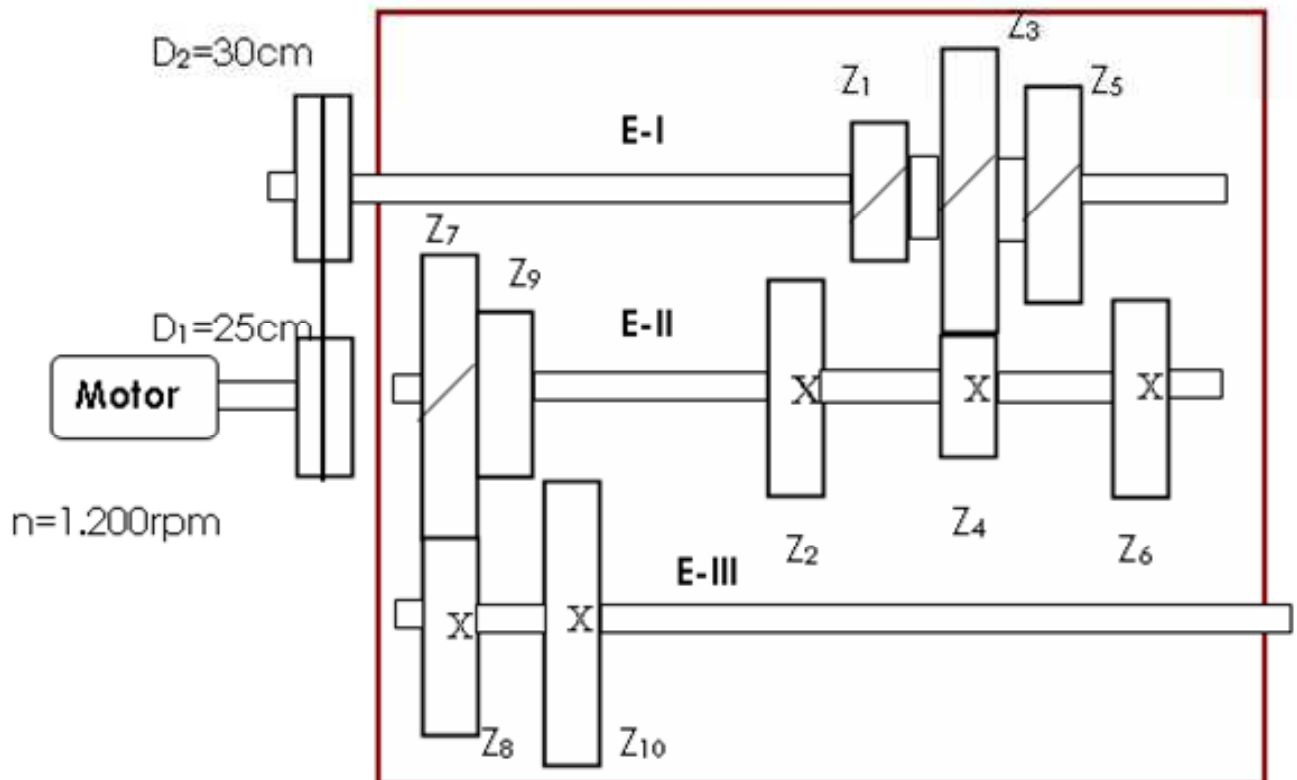 Z₃
D₂=30cm
Z₁
Z₅
E-I
Z₇
Z₉
D₁=25cm
E-II
Motor
X
X
X
n=1.200rpm
Z₄
Z₂
Z₆
E-III
X
X
Z₈
Z₁₀